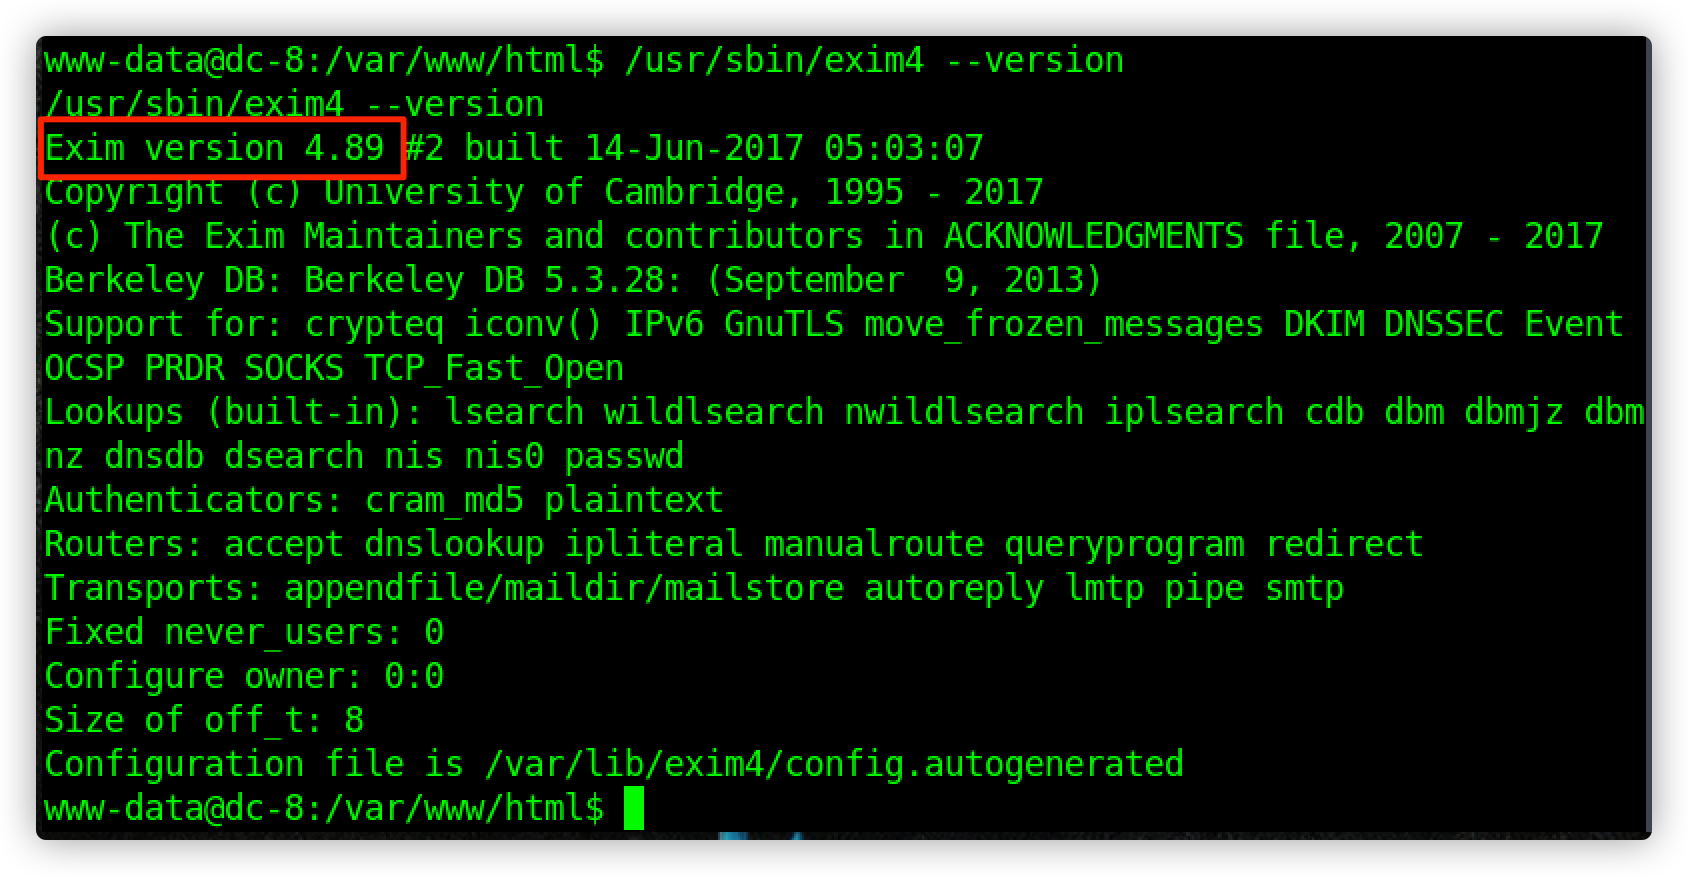 www-data@dc-8:/var/www/html$ /usr/sbin/exim4 --version
/usr/sbin/exim4 --version
Exim version 4.89 #2 built 14-Jun-2017 05:03:07
Copyright (c) University of Cambridge, 1995 - 2017
(c) The Exim Maintainers and contributors in ACKNOWLEDGMENTS file, 2007 - 2017
Berkeley DB: Berkeley DB 5.3.28: (September  9, 2013)
Support for: crypteq iconv() IPv6 GnuTLS move_frozen_messages DKIM DNSSEC Event
OCSP PRDR SOCKS TCP_Fast_Open
Lookups (built-in): lsearch wildlsearch nwildlsearch iplsearch cdb dbm dbmjz dbm
nz dnsdb dsearch nis nis0 passwd
Authenticators: cram_md5 plaintext
Routers: accept dnslookup ipliteral manualroute queryprogram redirect
Transports: appendfile/maildir/mailstore autoreply lmtp pipe smtp
Fixed never_users: 0
Configure owner: 0:0
Size of off_t: 8
Configuration file is /var/lib/exim4/config.autogenerated
www-data@dc-8:/var/www/html$